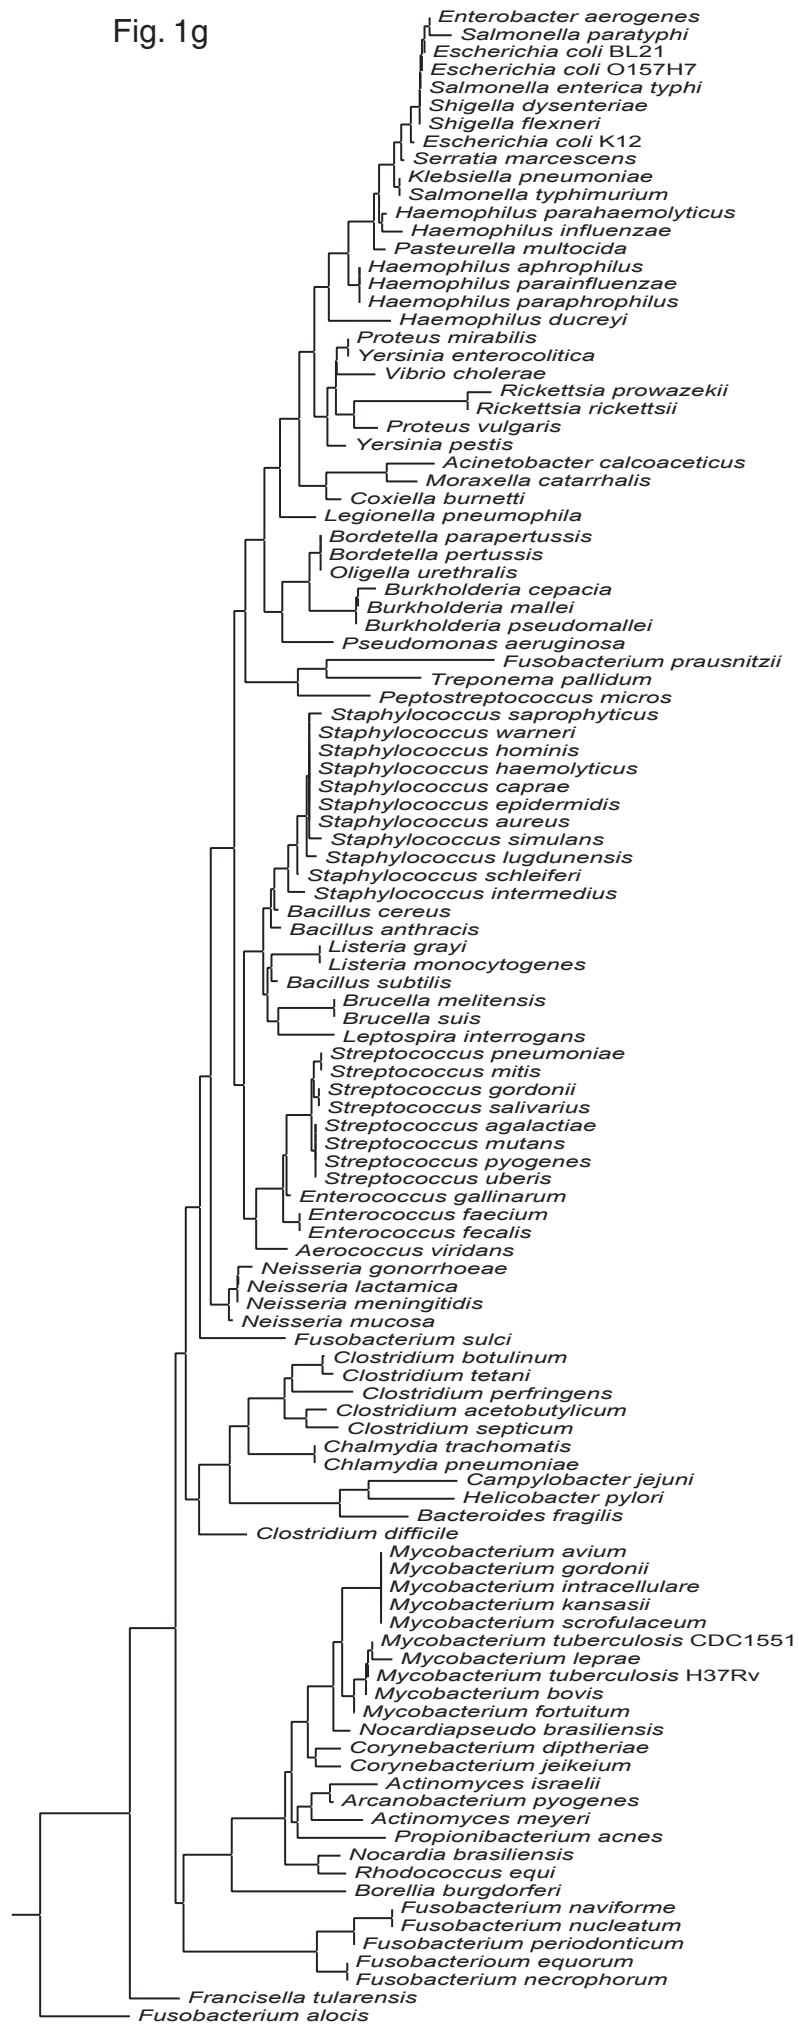 Fig. 1g
Enterobacter aerogenes
Salmonella paratyphi
Escherichia coli BL21
Escherichia coli O157H7
Salmonella enterica typhi
Shigella dysenteriae
Shigella flexneri
Escherichia coli K12
Serratia marcescens
Klebsiella pneumoniae
Salmonella typhimurium
Haemophilus parahaemolyticus
Haemophilus influenzae
Pasteurella multocida
Haemophilus aphrophilus
Haemophilus parainfluenzae
Haemophilus paraphrophilus
Haemophilus ducreyi
Proteus mirabilis
Yersinia enterocolitica
Vibrio cholerae
Rickettsia prowazekii
Rickettsia rickettsii
Proteus vulgaris
Yersinia pestis
Acinetobacter calcoaceticus
Moraxella catarrhalis
Coxiella burnetti
Legionella pneumophila
Bordetella parapertussis
Bordetella pertussis
Oligella urethralis
Burkholderia cepacia
Burkholderia mallei
Burkholderia pseudomallei
Pseudomonas aeruginosa
Fusobacterium prausnitzii
Treponema pallidum
Peptostreptococcus micros
Staphylococcus saprophyticus
Staphylococcus warneri
Staphylococcus hominis
Staphylococcus haemolyticus
Staphylococcus caprae
Staphylococcus epidermidis
Staphylococcus aureus
Staphylococcus simulans
Staphylococcus lugdunensis
Staphylococcus schleiferi
Staphylococcus intermedius
Bacillus cereus
Bacillus anthracis
Listeria grayi
Listeria monocytogenes
Bacillus subtilis
Brucella melitensis
Brucella suis
Leptospira interrogans
Streptococcus pneumoniae
Streptococcus mitis
Streptococcus gordonii
Streptococcus salivarius
Streptococcus agalactiae
Streptococcus mutans
Streptococcus pyogenes
Streptococcus uberis
Enterococcus gallinarum
Enterococcus faecium
Enterococcus fecalis
Aerococcus viridans
Neisseria gonorrhoeae
Neisseria lactamica
Neisseria meningitidis
Neisseria mucosa
Fusobacterium sulci
Clostridium botulinum
Clostridium tetani
Clostridium perfringens
Clostridium acetobutylicum
Clostridium septicum
Chalmydia trachomatis
Chlamydia pneumoniae
Campylobacter jejuni
Helicobacter pylori
Bacteroides fragilis
Clostridium difficile
Mycobacterium avium
Mycobacterium gordonii
Mycobacterium intracellulare
Mycobacterium kansasii
Mycobacterium scrofulaceum
Mycobacterium tuberculosis CDC1551
Mycobacterium leprae
Mycobacterium tuberculosis H37Rv
Mycobacterium bovis
Mycobacterium fortuitum
Nocardiapseudo brasiliensis
Corynebacterium diptheriae
Corynebacterium jeikeium
Actinomyces israelii
Arcanobacterium pyogenes
Actinomyces meyeri
Propionibacterium acnes
Nocardia brasiliensis
Rhodococcus equi
Borellia burgdorferi
Fusobacterium naviforme
Fusobacterium nucleatum
Fusobacterium periodonticum
Fusobacterioum equorum
Fusobacterium necrophorum
Francisella tularensis
Fusobacterium alocis